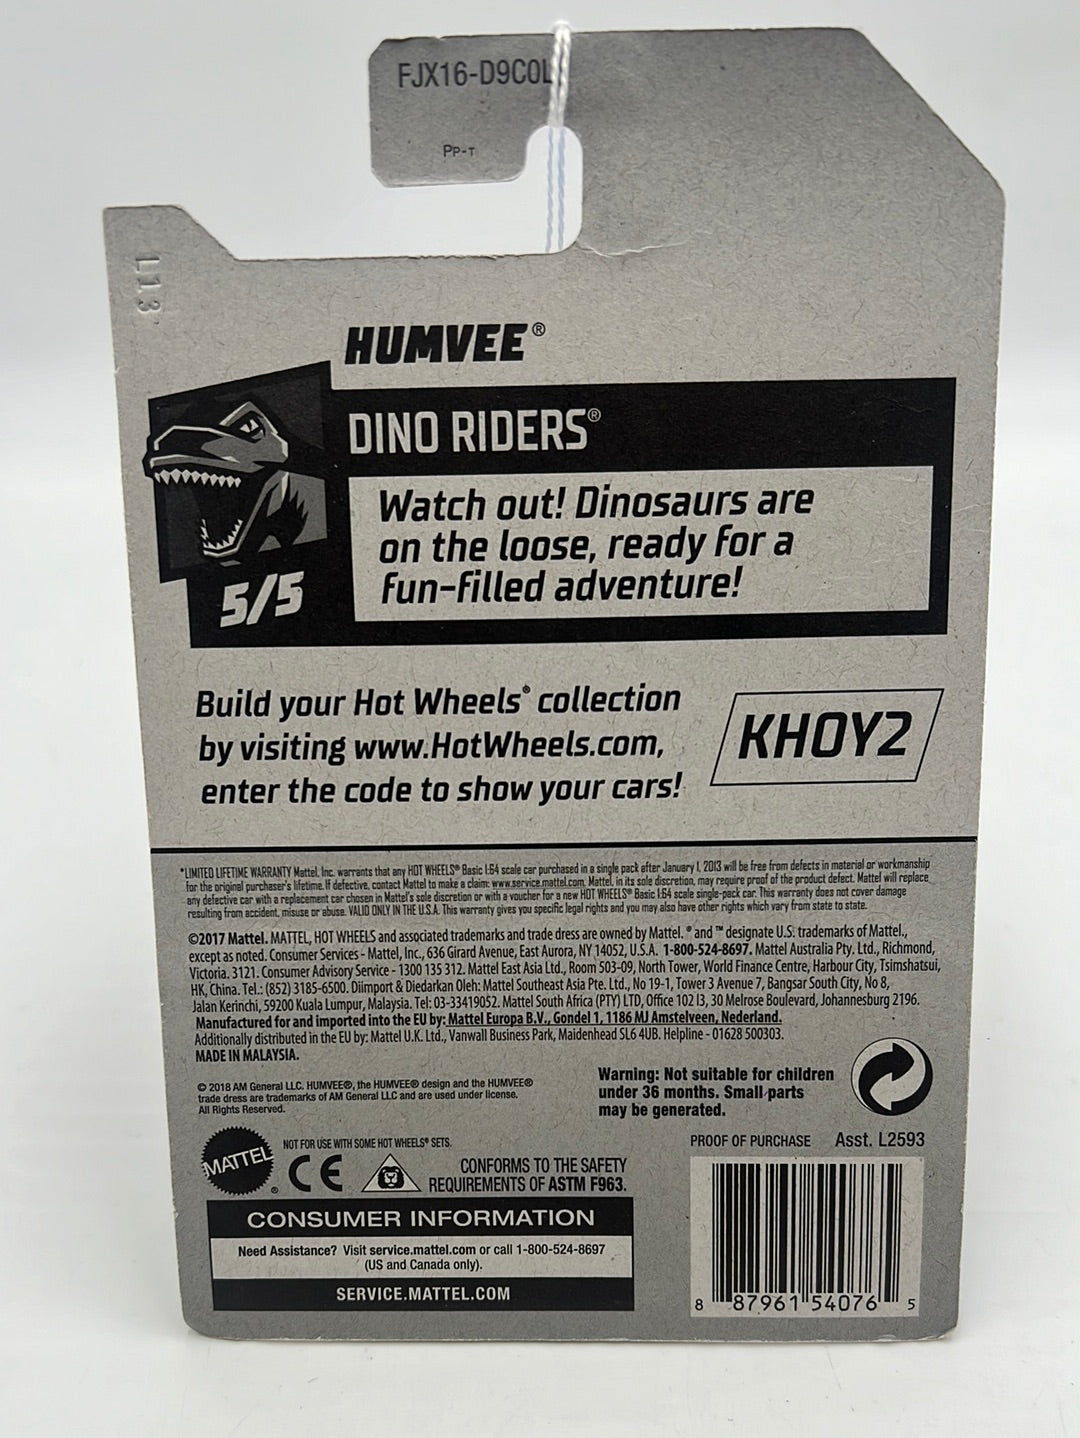 FJX16-D9C0L
PP-T
L13
HUMVEE®
DINO RIDERS®
Watch out! Dinosaurs are
on the loose, ready for a
fun-filled adventure!
5/5
Build your Hot Wheels® collection
by visiting www.HotWheels.com,
enter the code to show your cars!
KHOY2
*LIMITED LIFETIME WARRANTY Mattel, Inc. warrants that any HOT WHEELS® Basic 1:64 scale car purchased in a single pack after January 1, 2013 will be free from defects in material or workmanship
for the original purchaser's lifetime. If defective, contact Mattel to make a claim: www.service.mattel.com. Mattel, in its sole discretion, may require proof of the product defect. Mattel will replace
any defective car with a replacement car chosen in Mattel's sole discretion or with a voucher for a new HOT WHEELS® Basic 1:64 scale single-pack car. This warranty does not cover damage
resulting from accident, misuse or abuse. VALID ONLY IN THE U.S.A. This warranty gives you specific legal rights and you may also have other rights which vary from state to state.
©2017 Mattel. MATTEL, HOT WHEELS and associated trademarks and trade dress are owned by Mattel. ® and ™ designate U.S. trademarks of Mattel.,
except as noted. Consumer Services - Mattel, Inc., 636 Girard Avenue, East Aurora, NY 14052, U.S.A. 1-800-524-8697. Mattel Australia Pty. Ltd., Richmond,
Victoria. 3121. Consumer Advisory Service - 1300 135 312. Mattel East Asia Ltd., Room 503-09, North Tower, World Finance Centre, Harbour City, Tsimshatsui,
HK, China. Tel.: (852) 3185-6500. Diimport & Diedarkan Oleh: Mattel Southeast Asia Pte. Ltd., No 19-1, Tower 3 Avenue 7, Bangsar South City, No 8,
Jalan Kerinchi, 59200 Kuala Lumpur, Malaysia. Tel: 03-33419052. Mattel South Africa (PTY) LTD, Office 102 I3, 30 Melrose Boulevard, Johannesburg 2196.
Manufactured for and imported into the EU by: Mattel Europa B.V., Gondel 1, 1186 MJ Amstelveen, Nederland.
Additionally distributed in the EU by: Mattel U.K. Ltd., Vanwall Business Park, Maidenhead SL6 4UB. Helpline - 01628 500303.
MADE IN MALAYSIA.
© 2018 AM General LLC. HUMVEE®, the HUMVEE® design and the HUMVEE®
trade dress are trademarks of AM General LLC and are used under license.
All Rights Reserved.
Warning: Not suitable for children
under 36 months. Small parts
may be generated.
NOT FOR USE WITH SOME HOT WHEELS® SETS.
PROOF OF PURCHASE Asst. L2593
MATTEL®
CE
CONFORMS TO THE SAFETY
REQUIREMENTS OF ASTM F963.
CONSUMER INFORMATION
Need Assistance? Visit service.mattel.com or call 1-800-524-8697
(US and Canada only).
SERVICE.MATTEL.COM
8 87961 54076 5